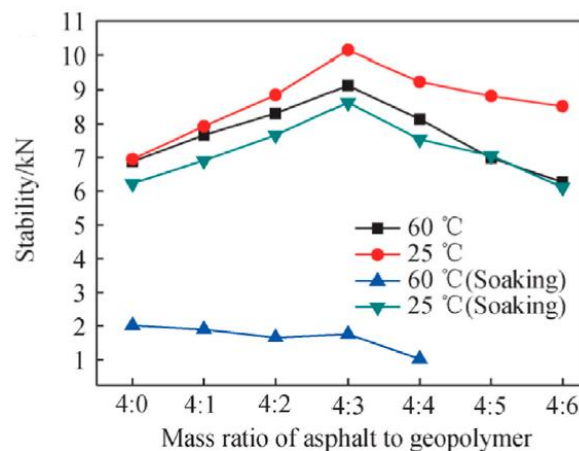 11
10
9
8
7
6
5
4
3
2
1
Stability/kN
60 ℃
25 ℃
60 ℃(Soaking)
25 ℃(Soaking)
4:0 4:1 4:2 4:3 4:4 4:5 4:6
Mass ratio of asphalt to geopolymer